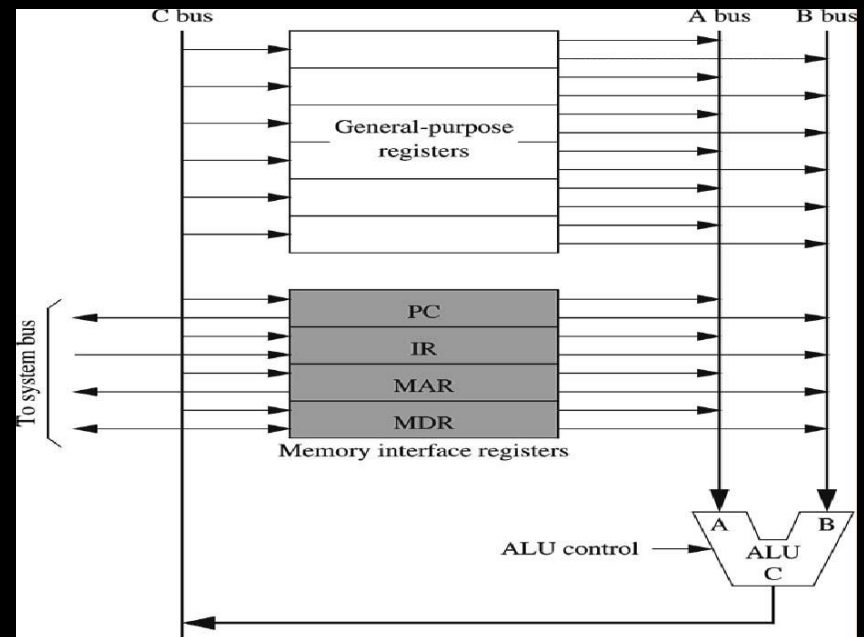 C bus
A bus
B bus
General-purpose
registers
To system bus
PC
IR
MAR
MDR
Memory interface registers
A
B
ALU control
ALU
C